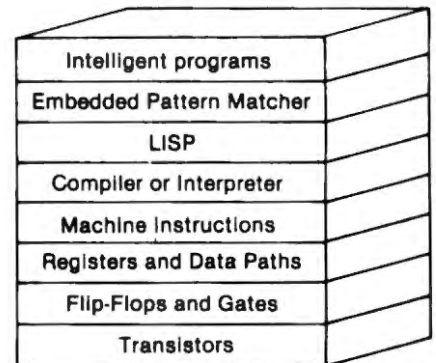 Intelligent programs
Embedded Pattern Matcher
LISP
Compiler or Interpreter
Machine Instructions
Registers and Data Paths
Flip-Flops and Gates
Transistors